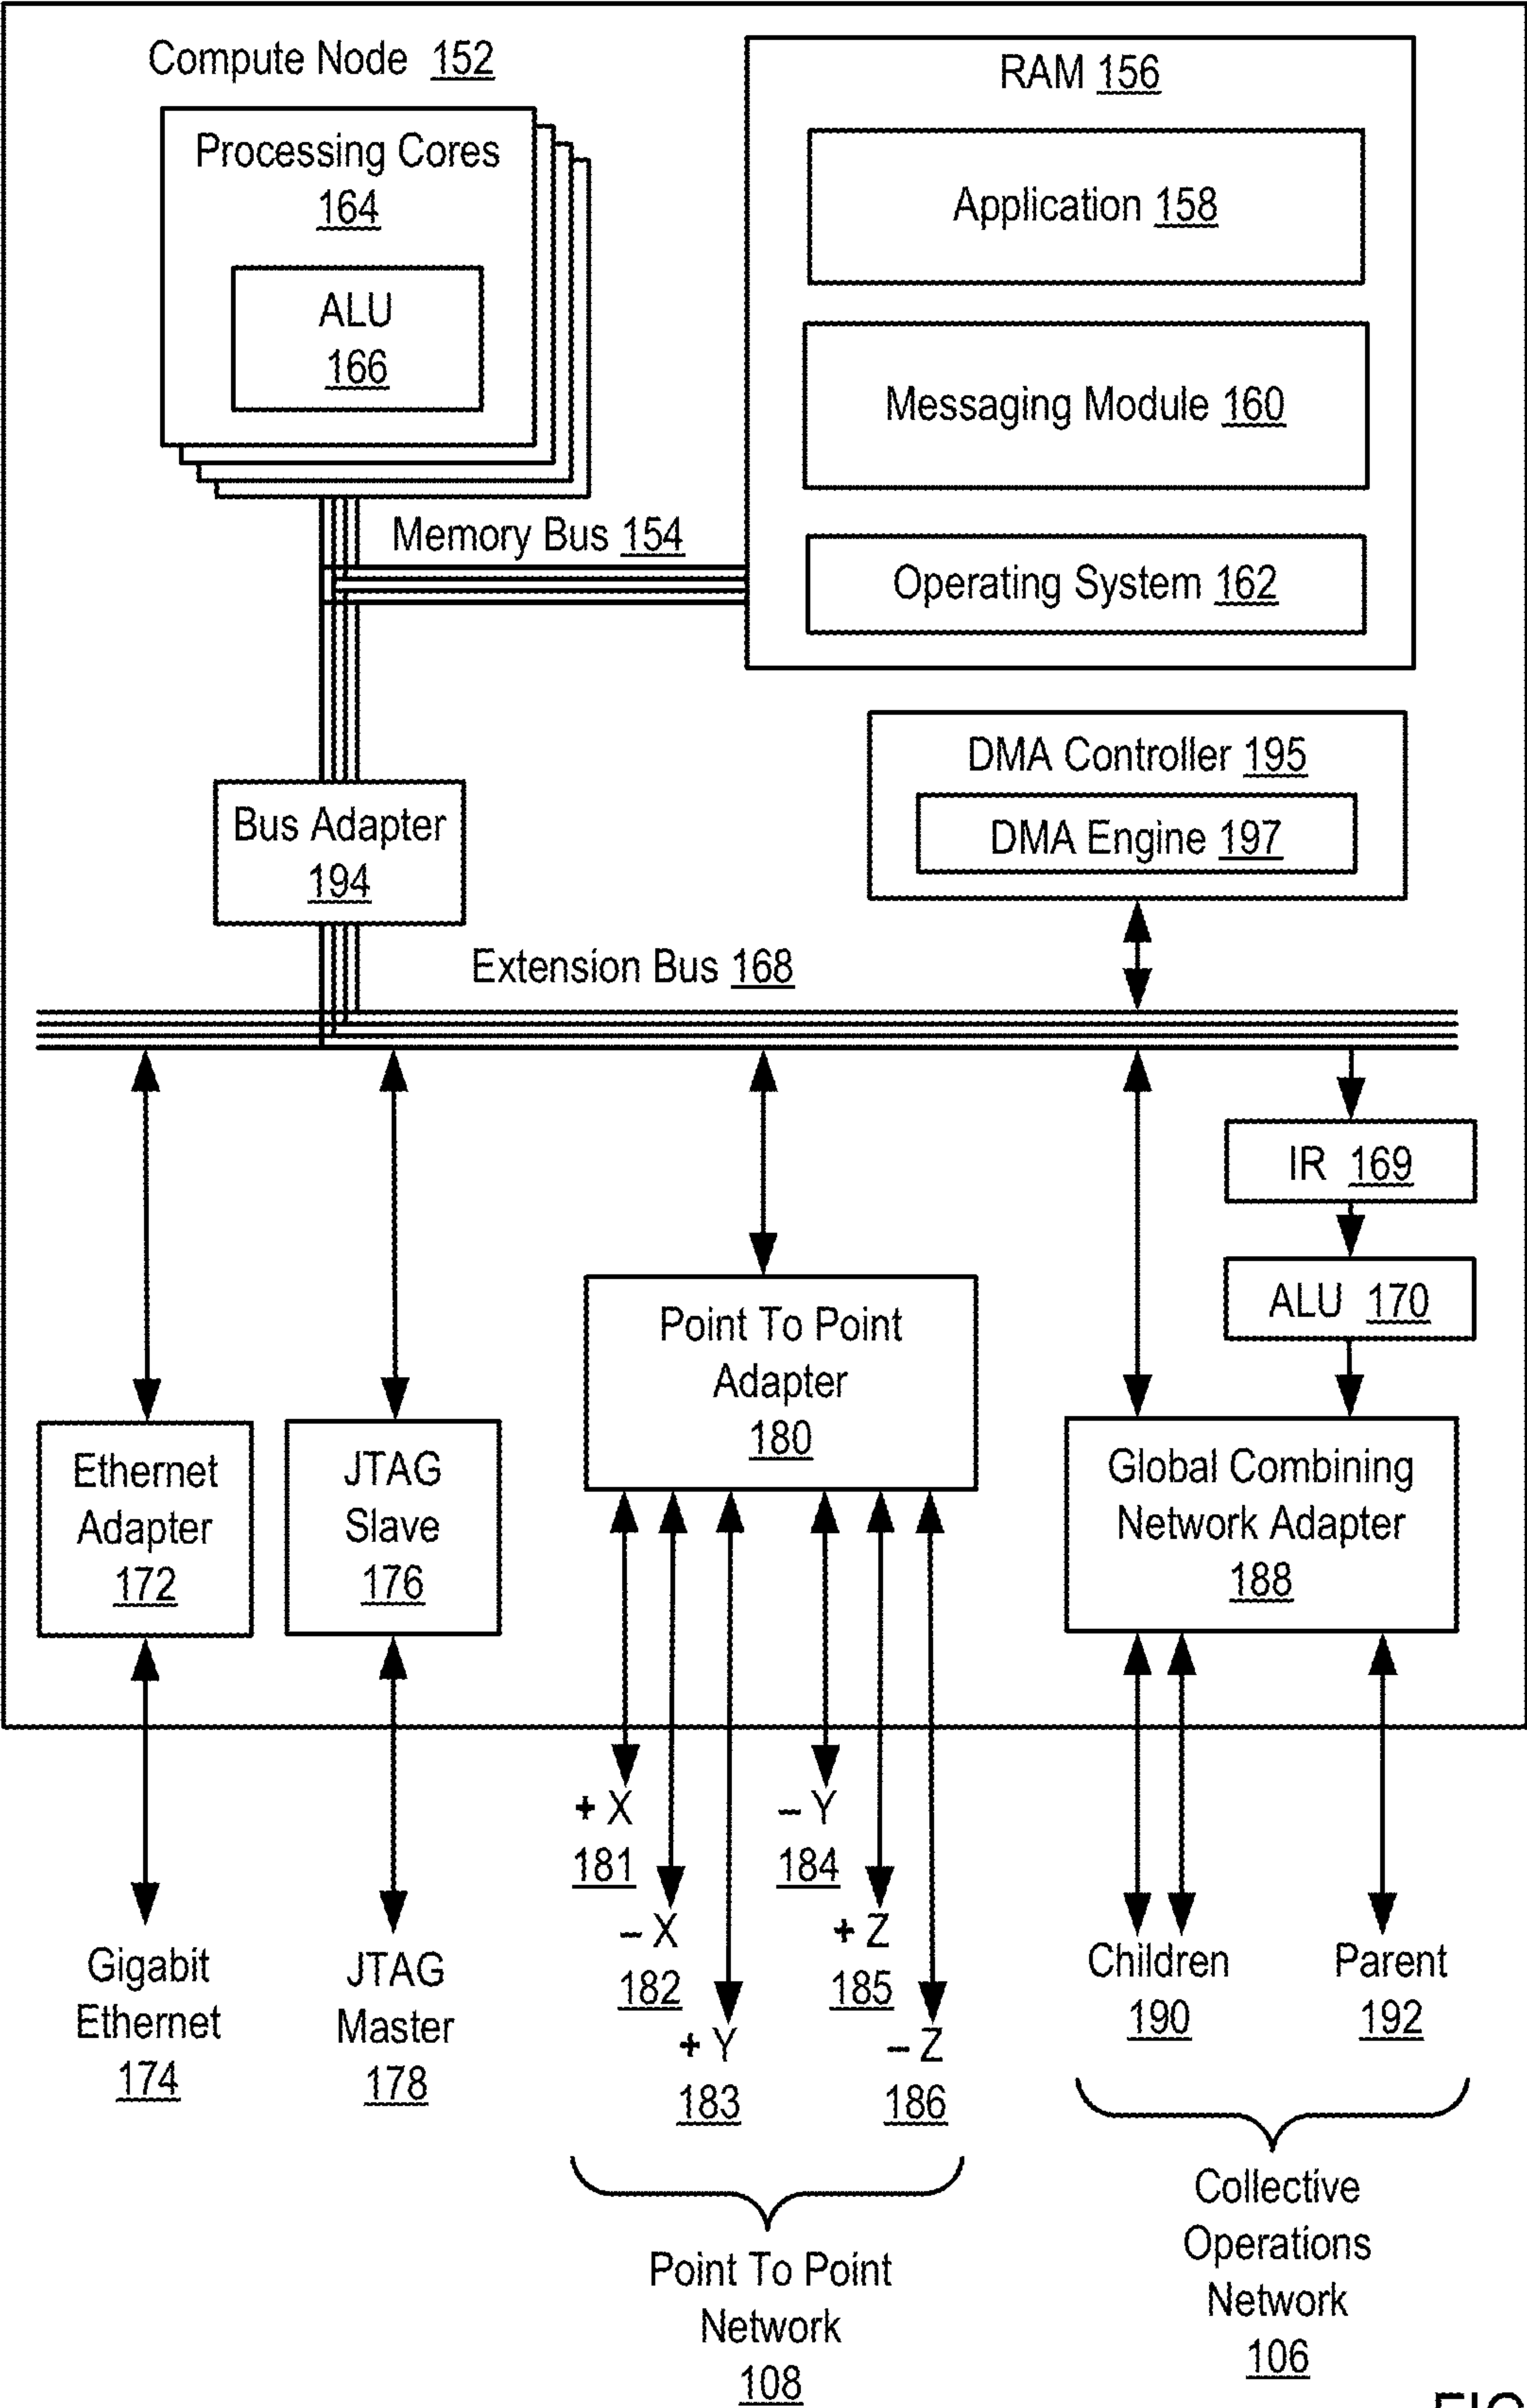 Compute Node 152
Processing Cores
164
ALU
166
RAM 156
Application 158
Messaging Module 160
Operating System 162
Memory Bus 154
DMA Controller 195
DMA Engine 197
Bus Adapter
194
Extension Bus 168
IR 169
ALU 170
Point To Point
Adapter
180
Ethernet
Adapter
172
JTAG
Slave
176
Global Combining
Network Adapter
188
+ X
181
– X
182
+ Y
183
– Y
184
+ Z
185
– Z
186
Gigabit
Ethernet
174
JTAG
Master
178
Children
190
Parent
192
Point To Point
Network
108
Collective
Operations
Network
106